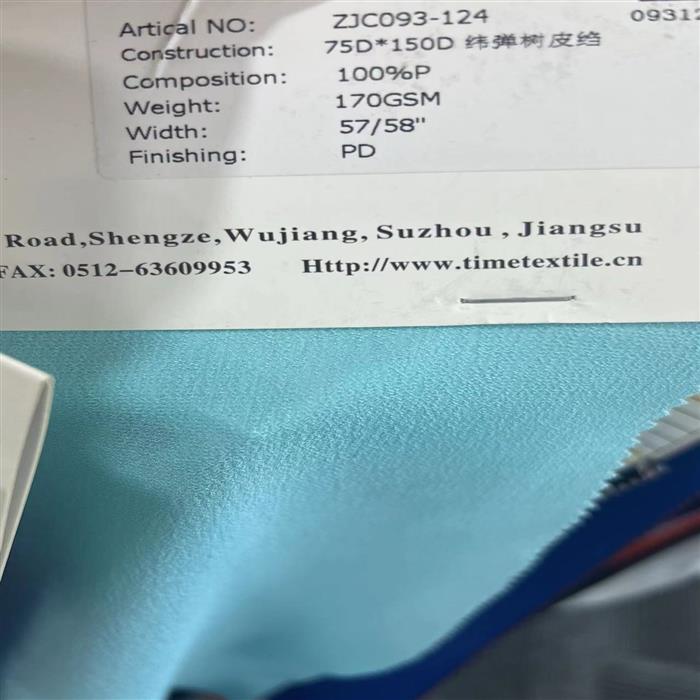 Artical NO: ZJC093-124 0931
Construction: 75D*150D 纬弹树皮绉
Composition: 100%P
Weight: 170GSM
Width: 57/58"
Finishing: PD
Road,Shengze,Wujiang, Suzhou , Jiangsu
FAX: 0512-63609953 Http://www.timetextile.cn